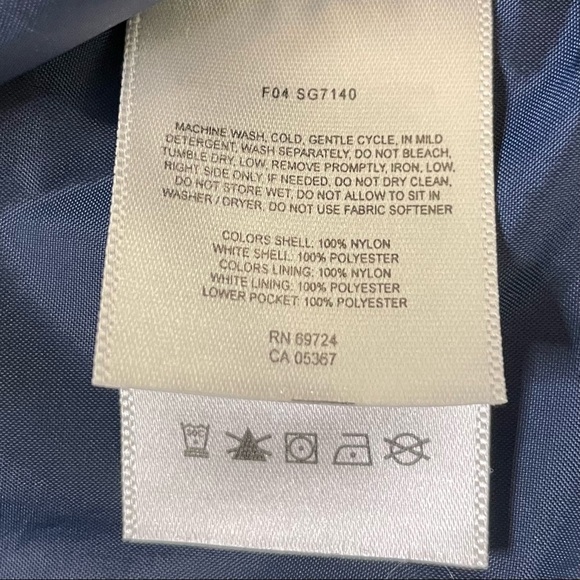 F04 SG7140
MACHINE WASH, COLD, GENTLE CYCLE, IN MILD
DETERGENT, WASH SEPARATELY, DO NOT BLEACH,
TUMBLE DRY, LOW, REMOVE PROMPTLY, IRON, LOW,
RIGHT SIDE ONLY, IF NEEDED, DO NOT DRY CLEAN,
DO NOT STORE WET, DO NOT ALLOW TO SIT IN
WASHER / DRYER, DO NOT USE FABRIC SOFTENER
COLORS SHELL: 100% NYLON
WHITE SHELL: 100% POLYESTER
COLORS LINING: 100% NYLON
WHITE LINING: 100% POLYESTER
LOWER POCKET: 100% POLYESTER
RN 69724
CA 05367